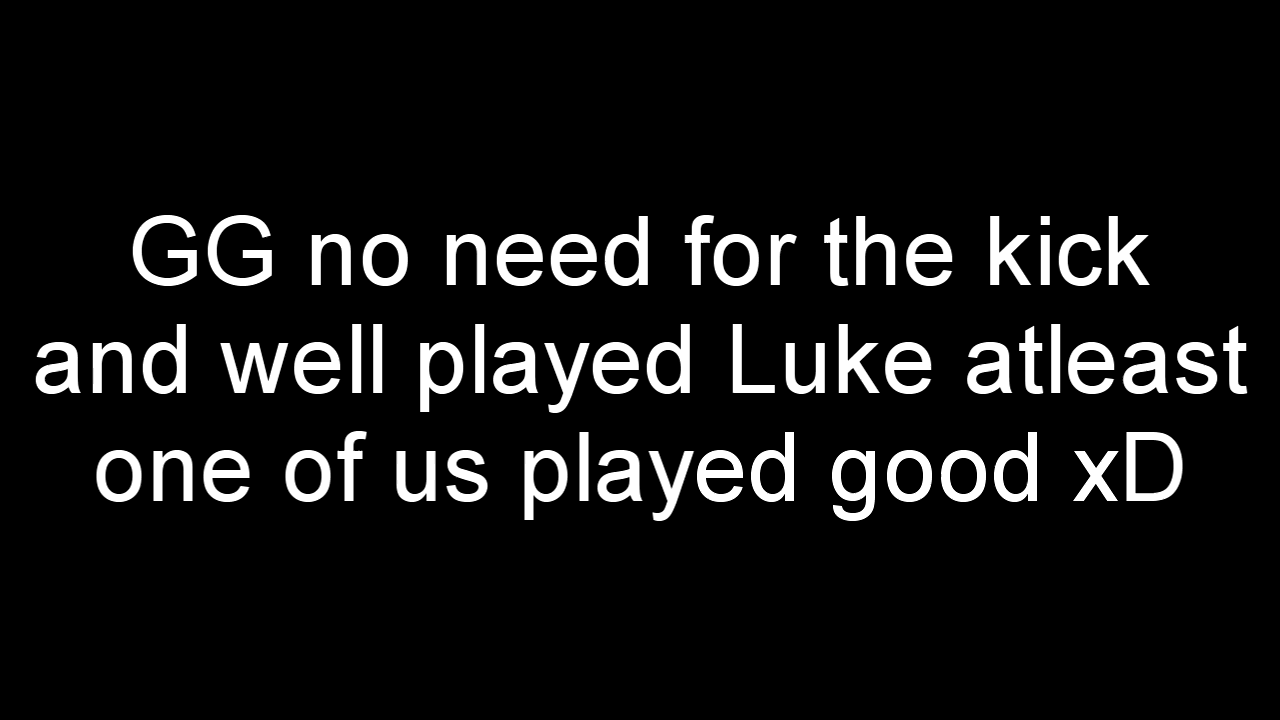 GG no need for the kick
and well played Luke atleast
one of us played good xD